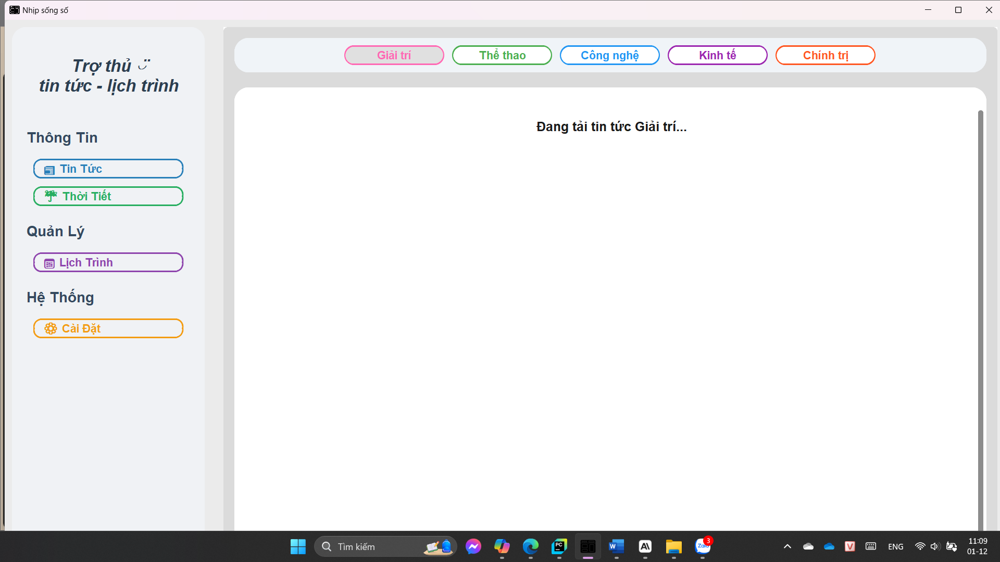 Nhịp sống số
Trợ thủ
tin tức - lịch trình
Thông Tin
Tin Tức
Thời Tiết
Quản Lý
Lịch Trình
Hệ Thống
Cài Đặt
Giải trí
Thể thao
Công nghệ
Kinh tế
Chính trị
Đang tải tin tức Giải trí...
Tìm kiếm
PC
W
Zalo
3
V
ENG
11:09
01-12